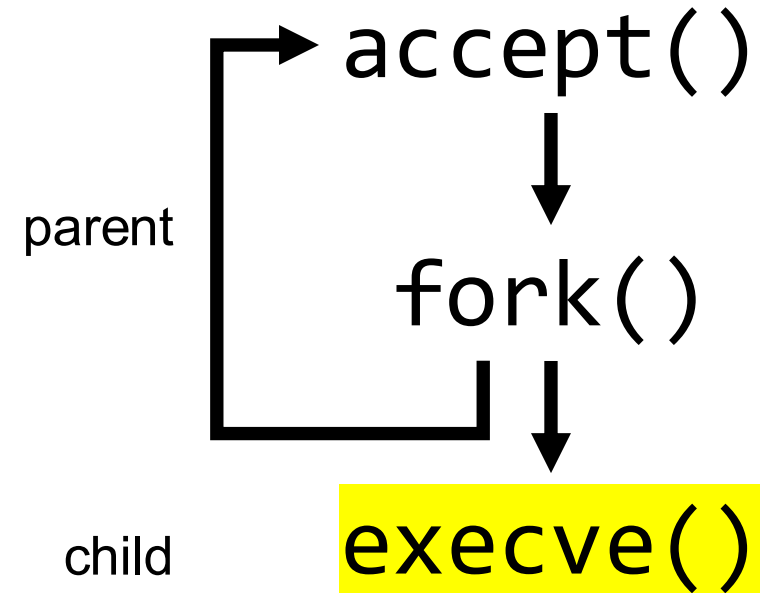 accept()
parent
fork()
child
execve()